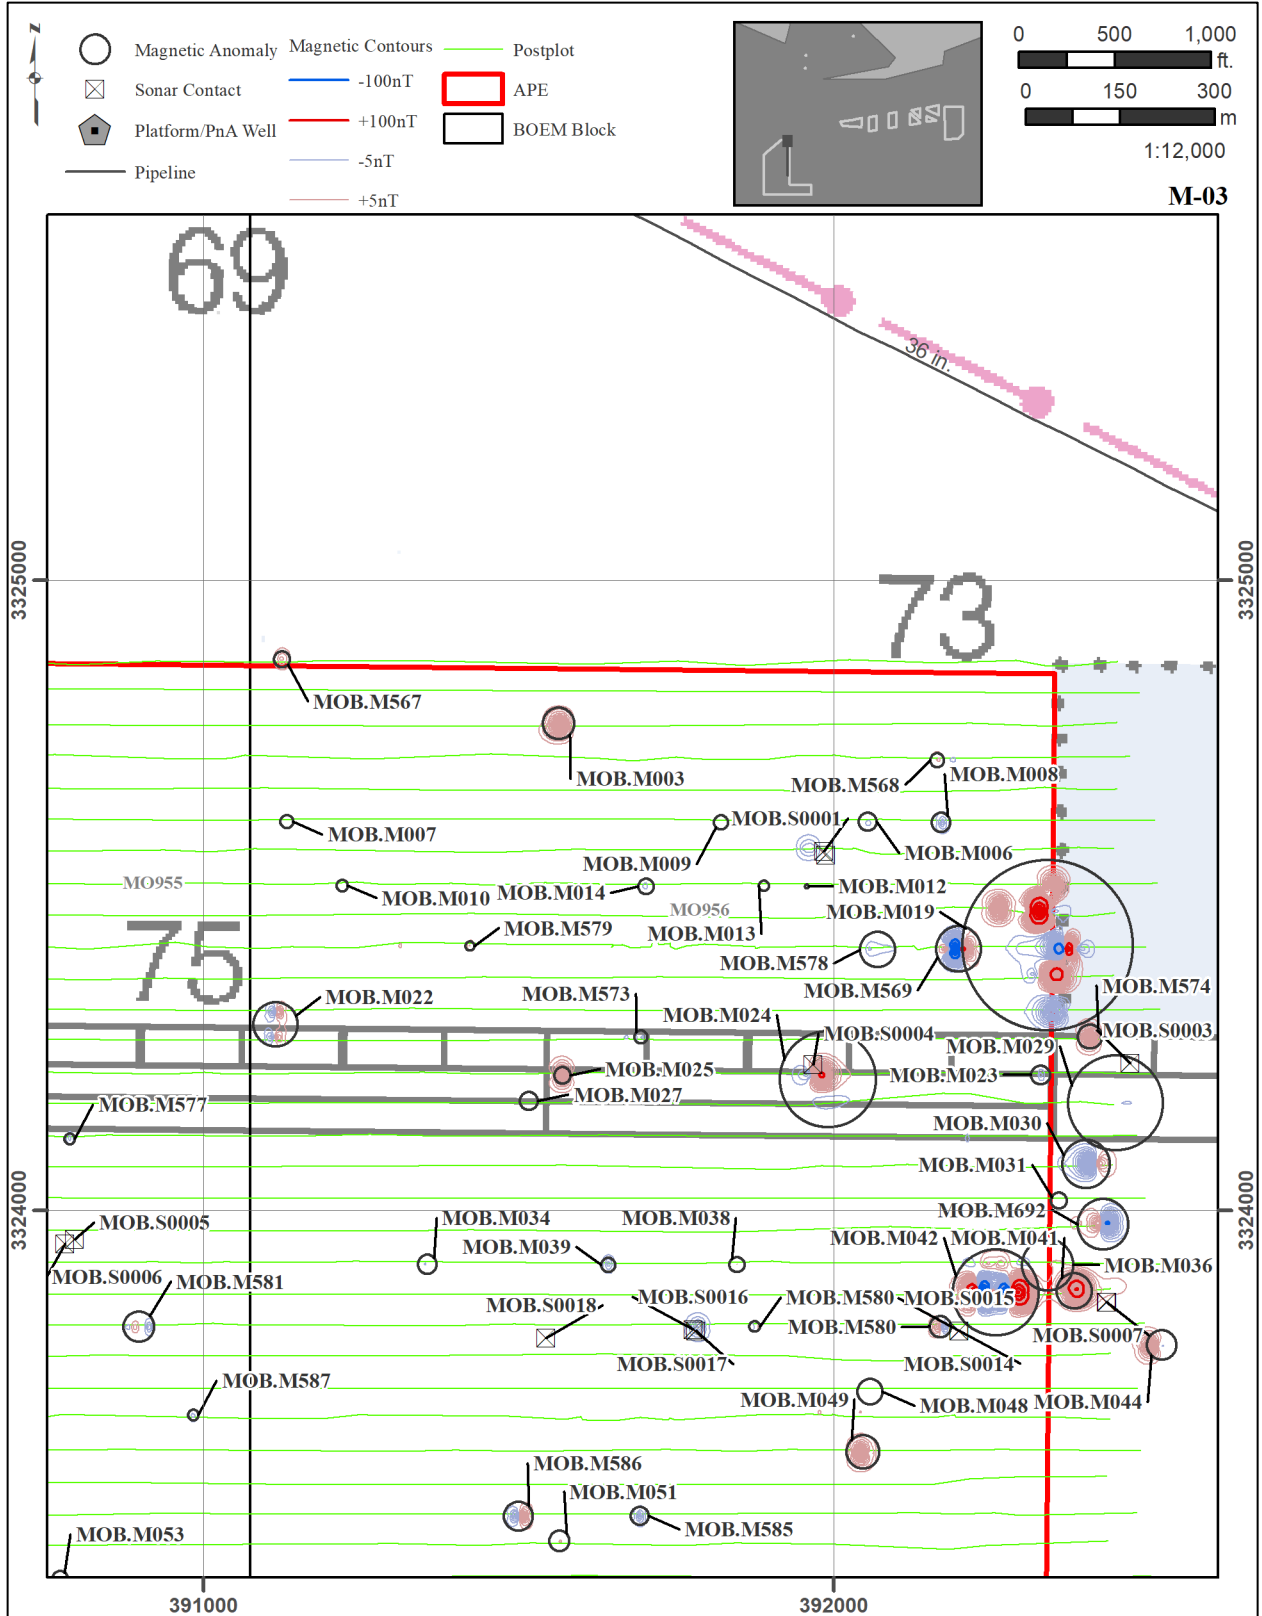 N
Magnetic Anomaly
Sonar Contact
Platform/PnA Well
Pipeline
Magnetic Contours
-100nT
+100nT
-5nT
+5nT
Postplot
APE
BOEM Block
0 500 1,000
ft.
0 150 300
m
1:12,000
M-03
69
36 in.
3325000
3325000
73
MOB.M567
MOB.M003
MOB.M568
MOB.M008
MOB.M007
MOB.S0001
MOB.M009
MOB.M006
MO955
MOB.M010
MOB.M014
MOB.M012
MO956
MOB.M019
MOB.M013
75
MOB.M579
MOB.M578
MOB.M569
MOB.M574
MOB.M022
MOB.M573
MOB.M024
MOB.S0004
MOB.S0003
MOB.M029
MOB.M025
MOB.M023
MOB.M027
MOB.M577
MOB.M030
MOB.M031
3324000
3324000
MOB.M692
MOB.S0005
MOB.M034
MOB.M038
MOB.M039
MOB.M042
MOB.M041
MOB.M036
MOB.S0006
MOB.M581
MOB.S0018
MOB.S0016
MOB.M580
MOB.S0015
MOB.M580
MOB.S0007
MOB.S0017
MOB.S0014
MOB.M587
MOB.M049
MOB.M048
MOB.M044
MOB.M586
MOB.M051
MOB.M585
MOB.M053
391000
392000